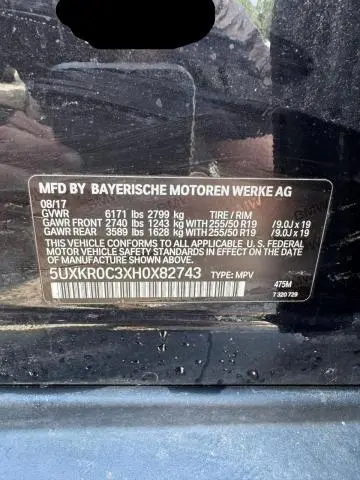 MFD BY BAYERISCHE MOTOREN WERKE AG
08/17
GVWR 6171 lbs 2799 kg TIRE / RIM
GAWR FRONT 2740 lbs 1243 kg WITH 255/50 R19 /9.0J x 19
GAWR REAR 3589 lbs 1628 kg WITH 255/50 R19 /9.0J x 19
THIS VEHICLE CONFORMS TO ALL APPLICABLE U. S. FEDERAL
MOTOR VEHICLE SAFETY STANDARDS IN EFFECT ON THE DATE OF
MANUFACTURE SHOWN ABOVE.
5UXKR0C3XH0X82743 TYPE: MPV
475M
7 320 729